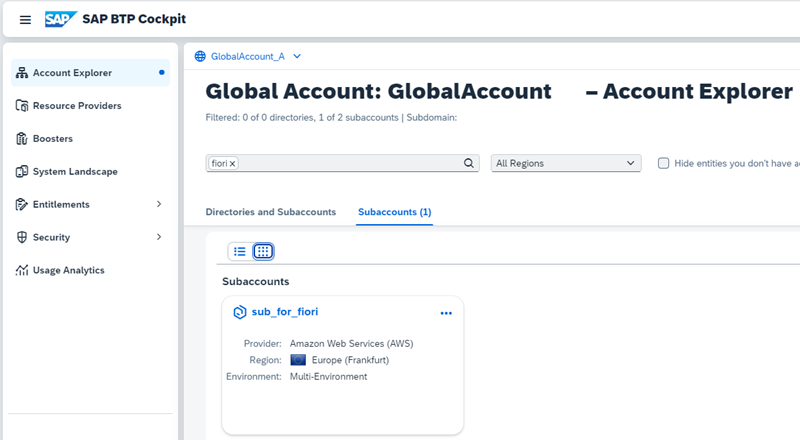 SAP SAP BTP Cockpit
GlobalAccount_A
Account Explorer
Resource Providers
Boosters
System Landscape
Entitlements
Security
Usage Analytics
Global Account: GlobalAccount – Account Explorer
Filtered: 0 of 0 directories, 1 of 2 subaccounts | Subdomain:
fiori
All Regions
Hide entities you don't have
Directories and Subaccounts
Subaccounts (1)
Subaccounts
sub_for_fiori
Provider: Amazon Web Services (AWS)
Region: Europe (Frankfurt)
Environment: Multi-Environment